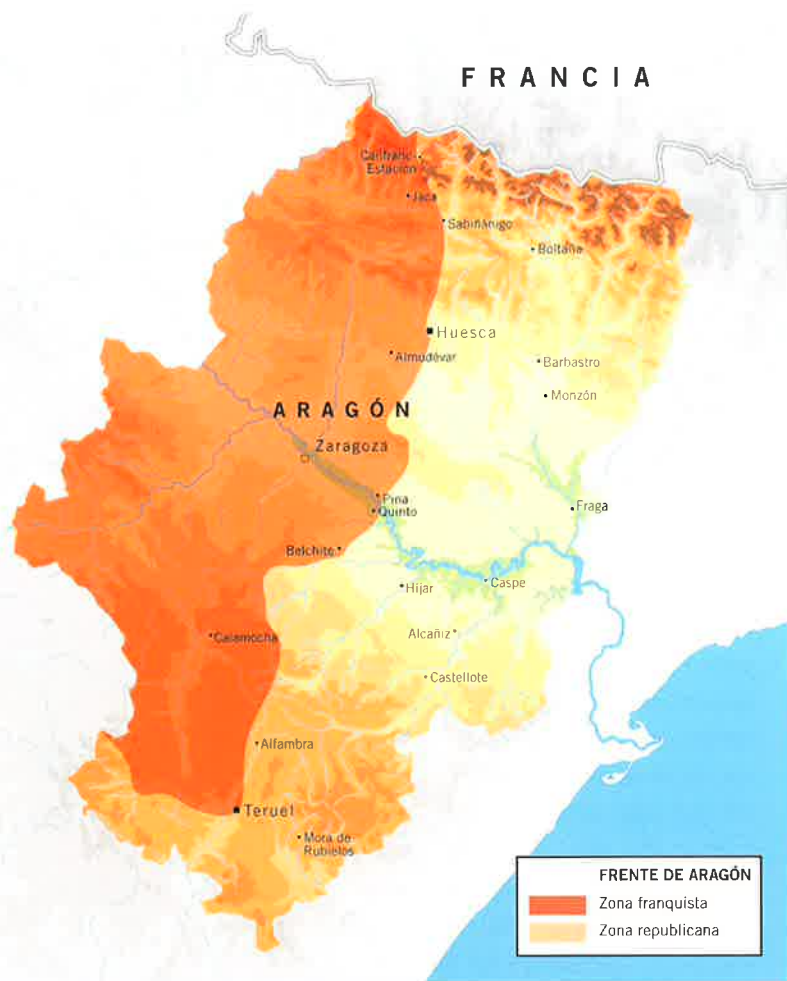 FRANCIA
Canfranc-
Estación
Jaca
Sabiñánigo
Boltaña
Huesca
Almudévar
Barbastro
Monzón
ARAGÓN
Zaragoza
Pina
Quinto
Fraga
Belchite
Híjar
Caspe
Calamocha
Alcañiz
Castellote
Alfambra
Teruel
Mora de
Rubielos
FRENTE DE ARAGÓN
Zona franquista
Zona republicana